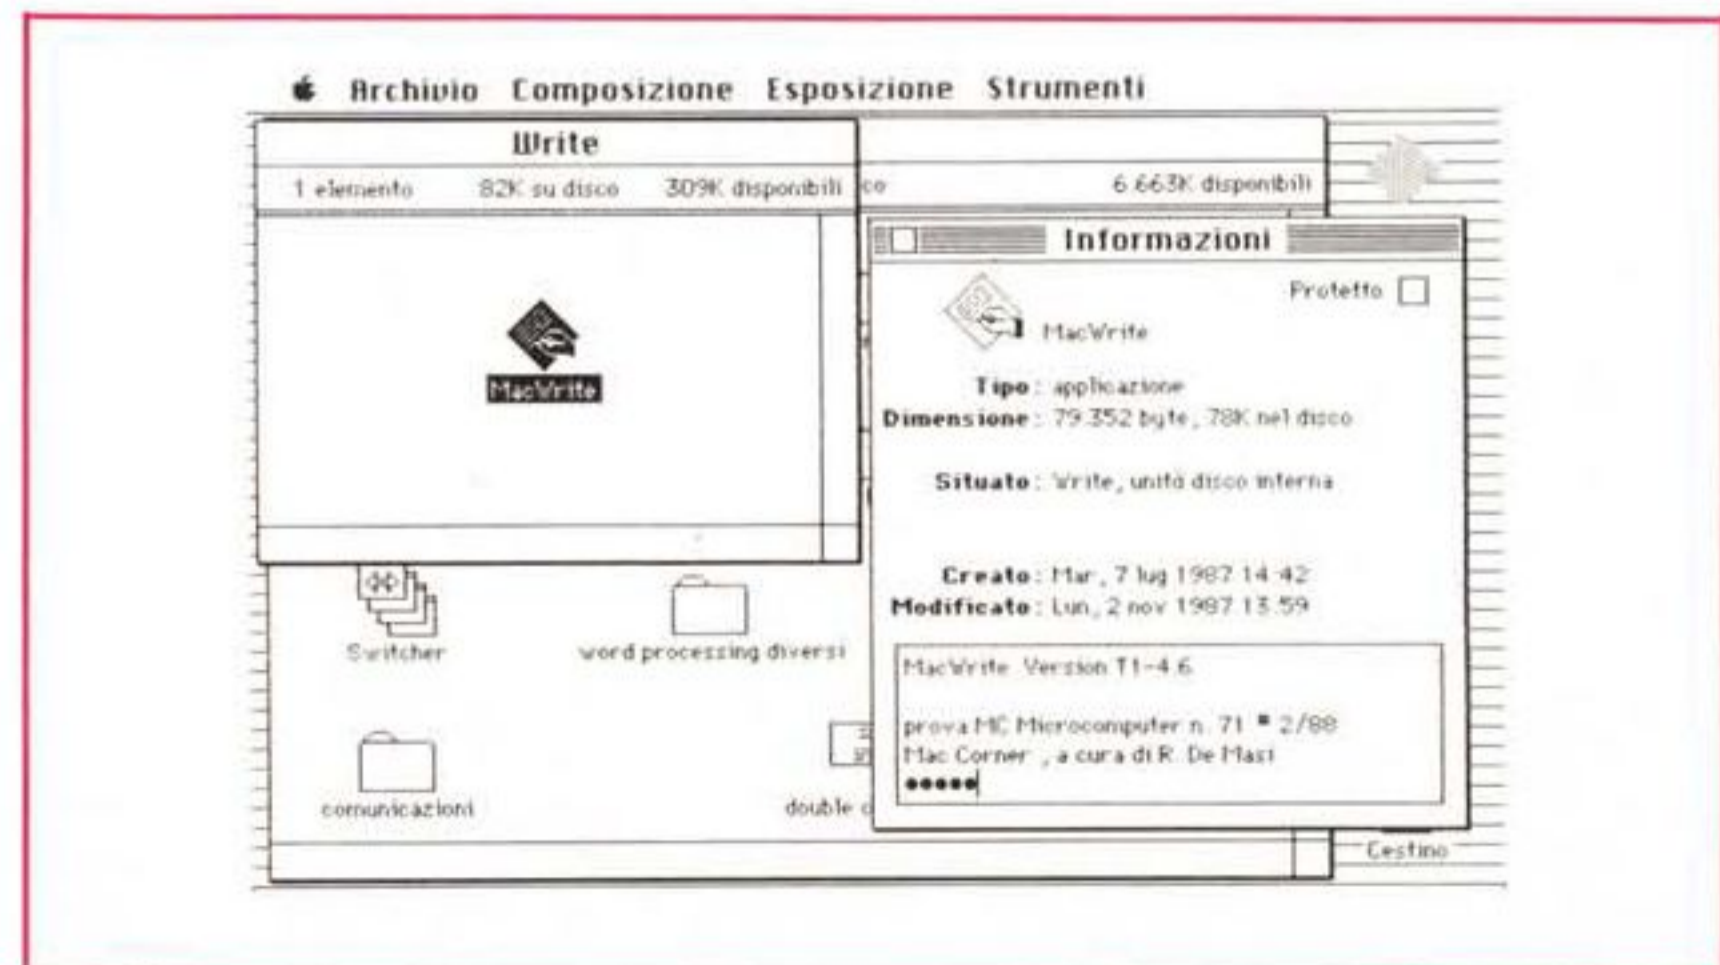 Archivio Composizione Esposizione Strumenti
Write
1 elemento 82K su disco 309K disponibili
co 6.663K disponibili
MacWrite
Informazioni
Protetto
MacWrite
Tipo: applicazione
Dimensione: 79.352 byte, 78K nel disco
Situato: Write, unità disco interna
Creato: Mar, 7 lug 1987 14:42
Modificato: Lun, 2 nov 1987 13:59
MacWrite Version T1-4.6
prova MC Microcomputer n. 71 * 2/88
Mac Corner , a cura di R. De Masi
●●●●●
Switcher
word processing diversi
comunicazioni
double c
Cestino